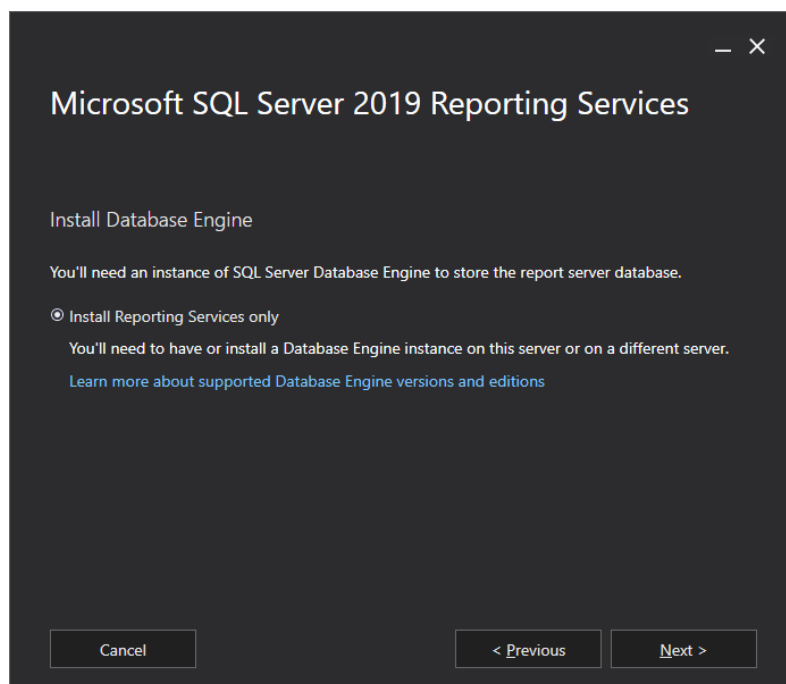 Microsoft SQL Server 2019 Reporting Services
Install Database Engine
You'll need an instance of SQL Server Database Engine to store the report server database.
Install Reporting Services only
You'll need to have or install a Database Engine instance on this server or on a different server.
Learn more about supported Database Engine versions and editions
Cancel
< Previous
Next >